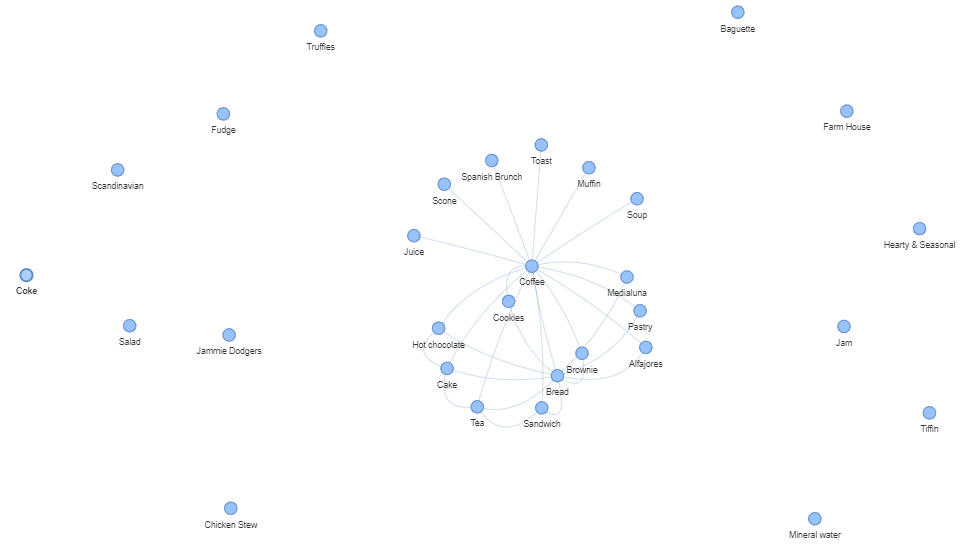 Baguette
Truffles
Farm House
Fudge
Toast
Spanish Brunch
Muffin
Scandinavian
Scone
Soup
Hearty & Seasonal
Juice
Coffee
Coke
Medialuna
Cookies
Pastry
Salad
Jam
Hot chocolate
Jammie Dodgers
Alfajores
Brownie
Cake
Bread
Tea
Sandwich
Tiffin
Chicken Stew
Mineral water